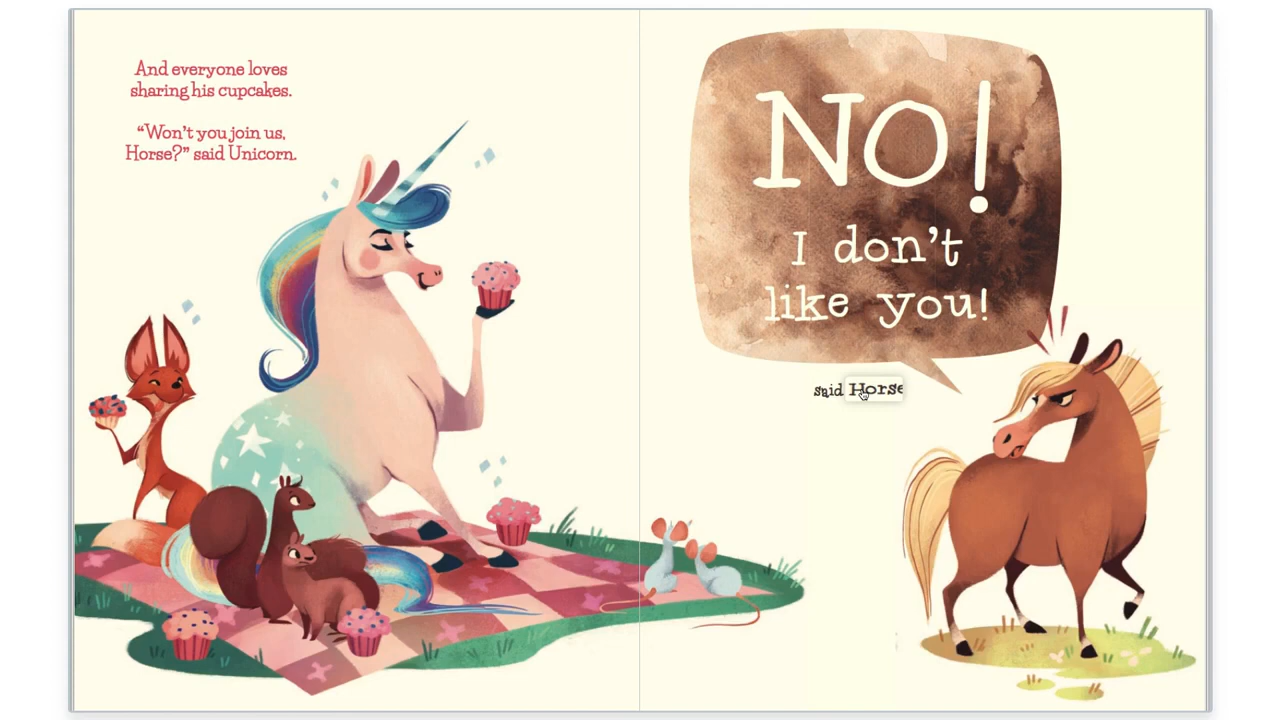 And everyone loves
sharing his cupcakes.
“Won’t you join us,
Horse?” said Unicorn.
NO!
I don’t
like you!
said Horse